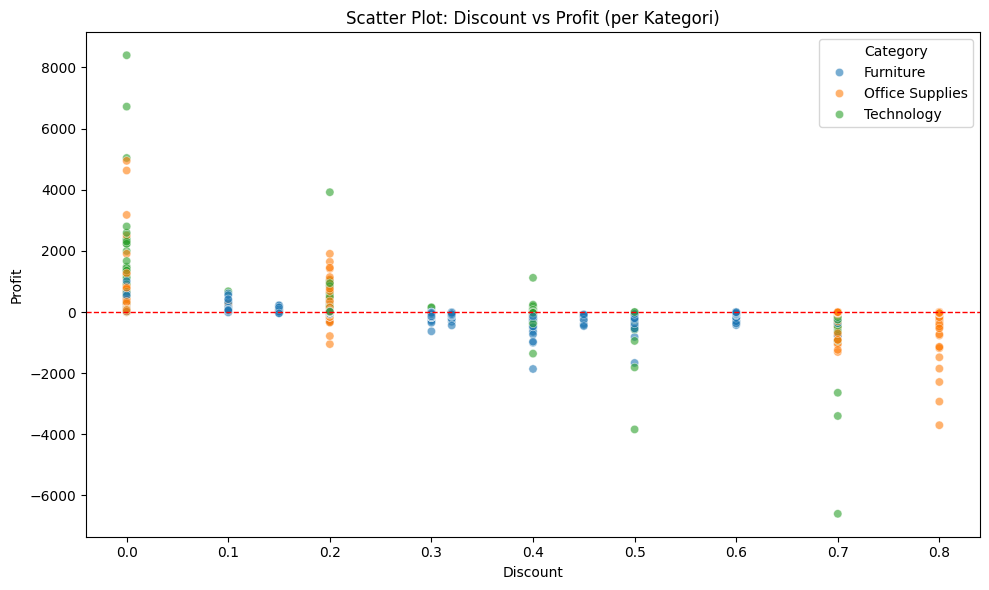 Scatter Plot: Discount vs Profit (per Kategori)
Category
Furniture
Office Supplies
Technology
Profit
8000
6000
4000
2000
0
−2000
−4000
−6000
0.0 0.1 0.2 0.3 0.4 0.5 0.6 0.7 0.8
Discount